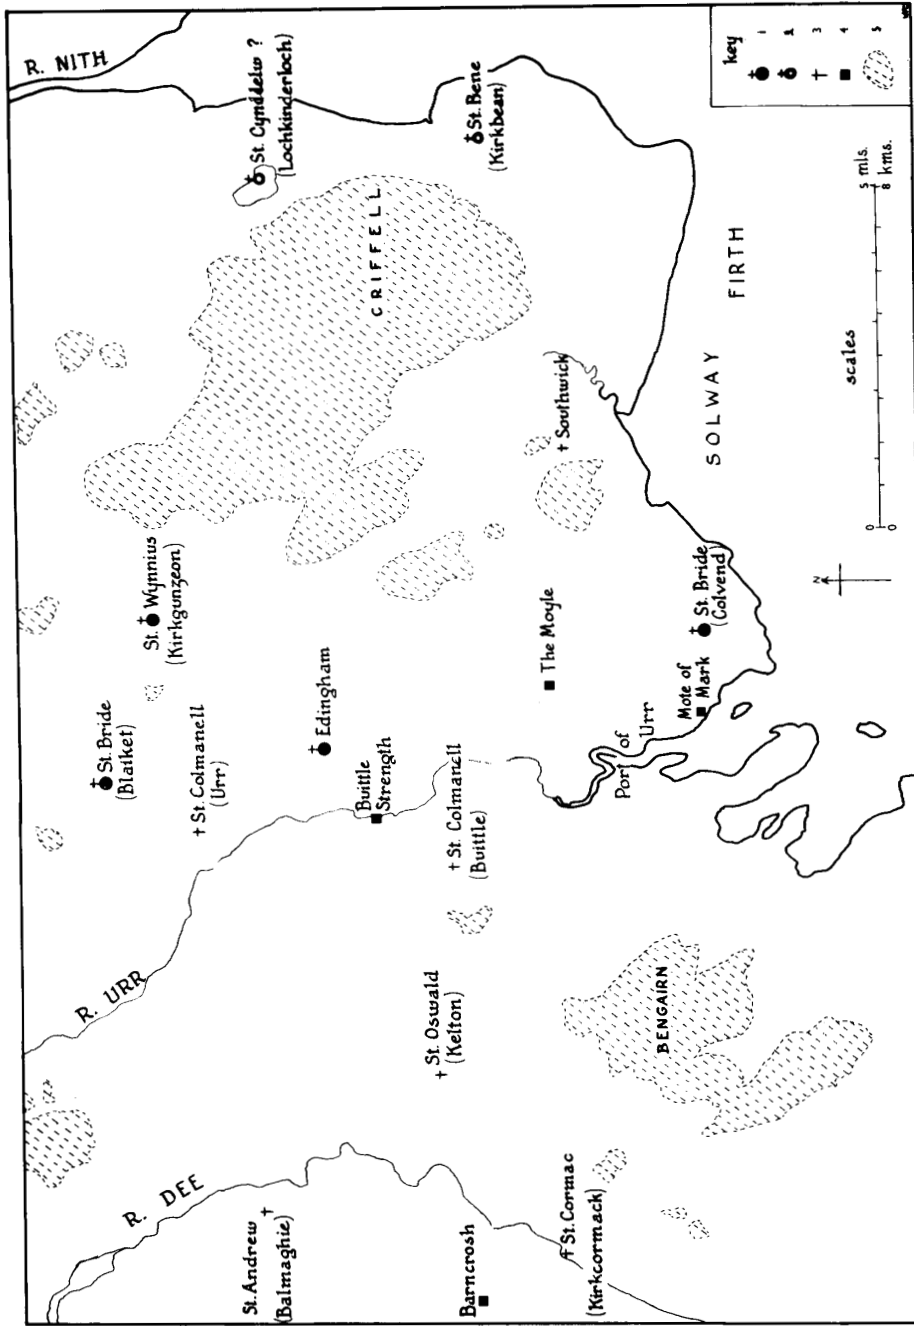 R. NITH
St. Cynddelw ?
(Lochkinderloch)
St. Bene
(Kirkbean)
CRIFFELL
St. Wynnius
(Kirkgunzeon)
St. Bride
(Blaiket)
St. Colmanell
(Urr)
Edingham
Buittle
Strength
St. Colmanell
(Buittle)
R. URR
St. Oswald
(Kelton)
R. DEE
St. Andrew
(Balmaghie)
Barncrosh
St. Cormac
(Kirkcormack)
BENGAIRN
Port of
Urr
The Moyle
Mote of
Mark
St. Bride
(Colvend)
Southwick
SOLWAY FIRTH
N
scales
0 5 mls.
0 8 kms.
key
1
2
3
4
5